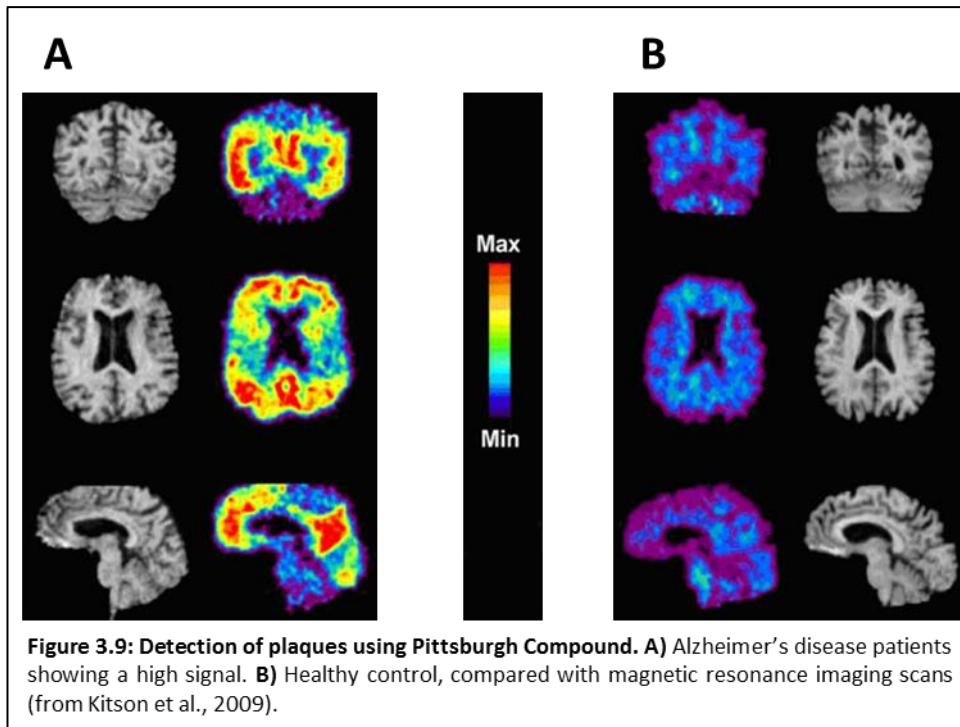 A
B
Max
Min
Figure 3.9: Detection of plaques using Pittsburgh Compound. A) Alzheimer’s disease patients
showing a high signal. B) Healthy control, compared with magnetic resonance imaging scans
(from Kitson et al., 2009).